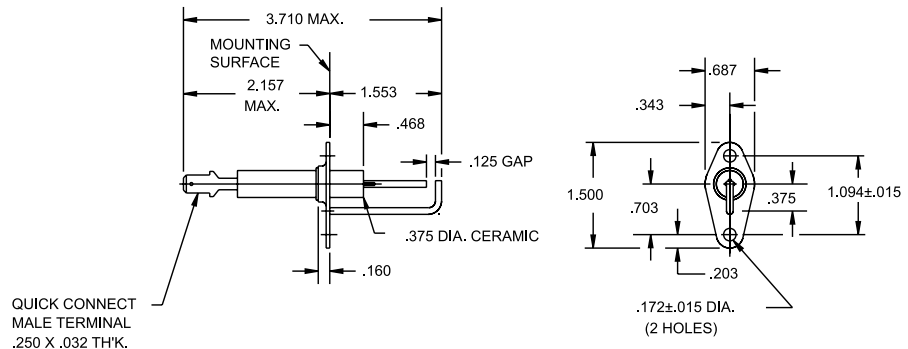 3.710 MAX.
MOUNTING
SURFACE
2.157
MAX.
1.553
.468
.125 GAP
.375 DIA. CERAMIC
.160
QUICK CONNECT
MALE TERMINAL
.250 X .032 TH'K.
.687
.343
1.500
.703
.375
1.094±.015
.203
.172±.015 DIA.
(2 HOLES)